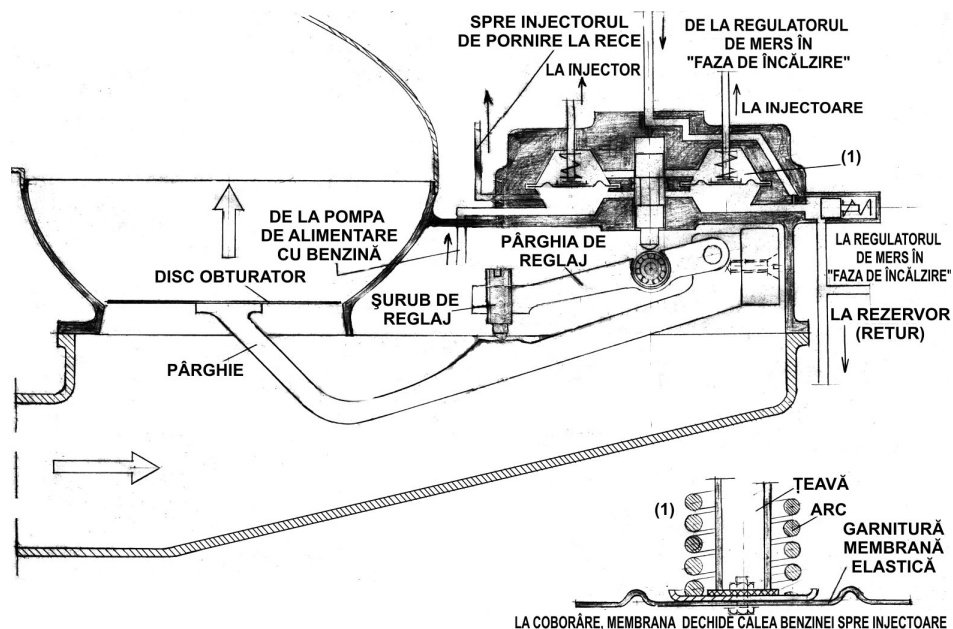 SPRE INJECTORUL
DE PORNIRE LA RECE
LA INJECTOR
DE LA REGULATORUL
DE MERS ÎN
"FAZA DE ÎNCĂLZIRE"
LA INJECTOARE
(1)
DE LA POMPA
DE ALIMENTARE
CU BENZINĂ
PÂRGHIA DE
REGLAJ
DISC OBTURATOR
ŞURUB DE
REGLAJ
PÂRGHIE
LA REGULATORUL
DE MERS ÎN
"FAZA DE ÎNCĂLZIRE"
LA REZERVOR
(RETUR)
(1)
ȚEAVĂ
ARC
GARNITURĂ
MEMBRANĂ
ELASTICĂ
LA COBORÂRE, MEMBRANA DECHIDE CALEA BENZINEI SPRE INJECTOARE